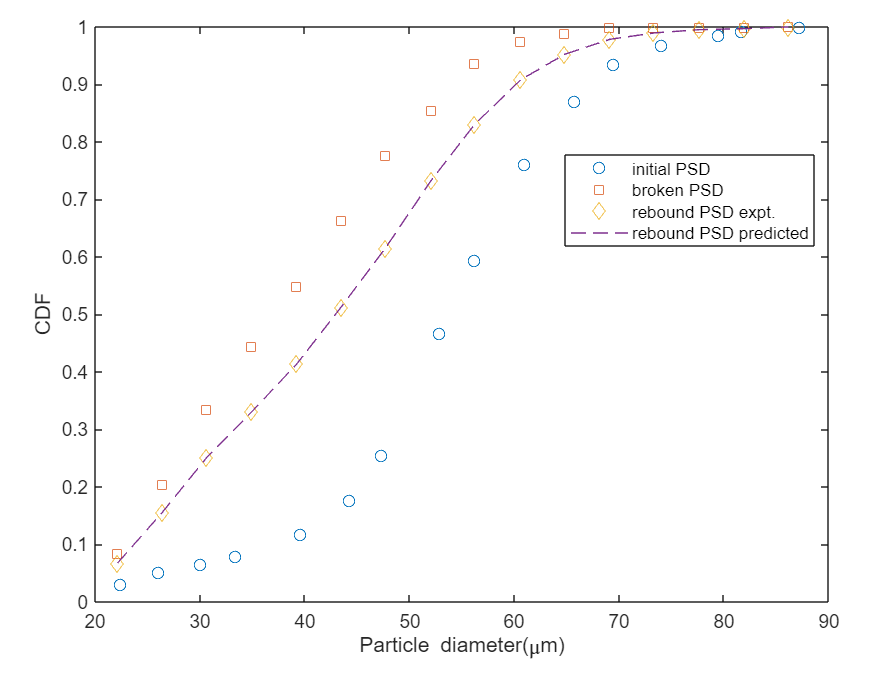 1
0.9
0.8
0.7
0.6
0.5
0.4
0.3
0.2
0.1
0
CDF
initial PSD
broken PSD
rebound PSD expt.
rebound PSD predicted
20 30 40 50 60 70 80 90
Particle diameter(μm)